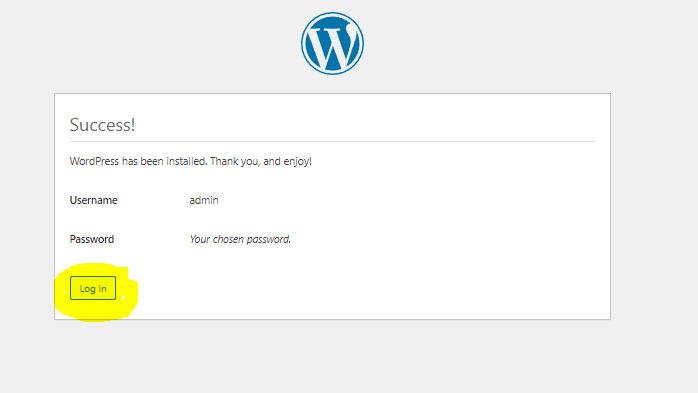 Success!
WordPress has been installed. Thank you, and enjoy!
Username admin
Password Your chosen password.
Log In